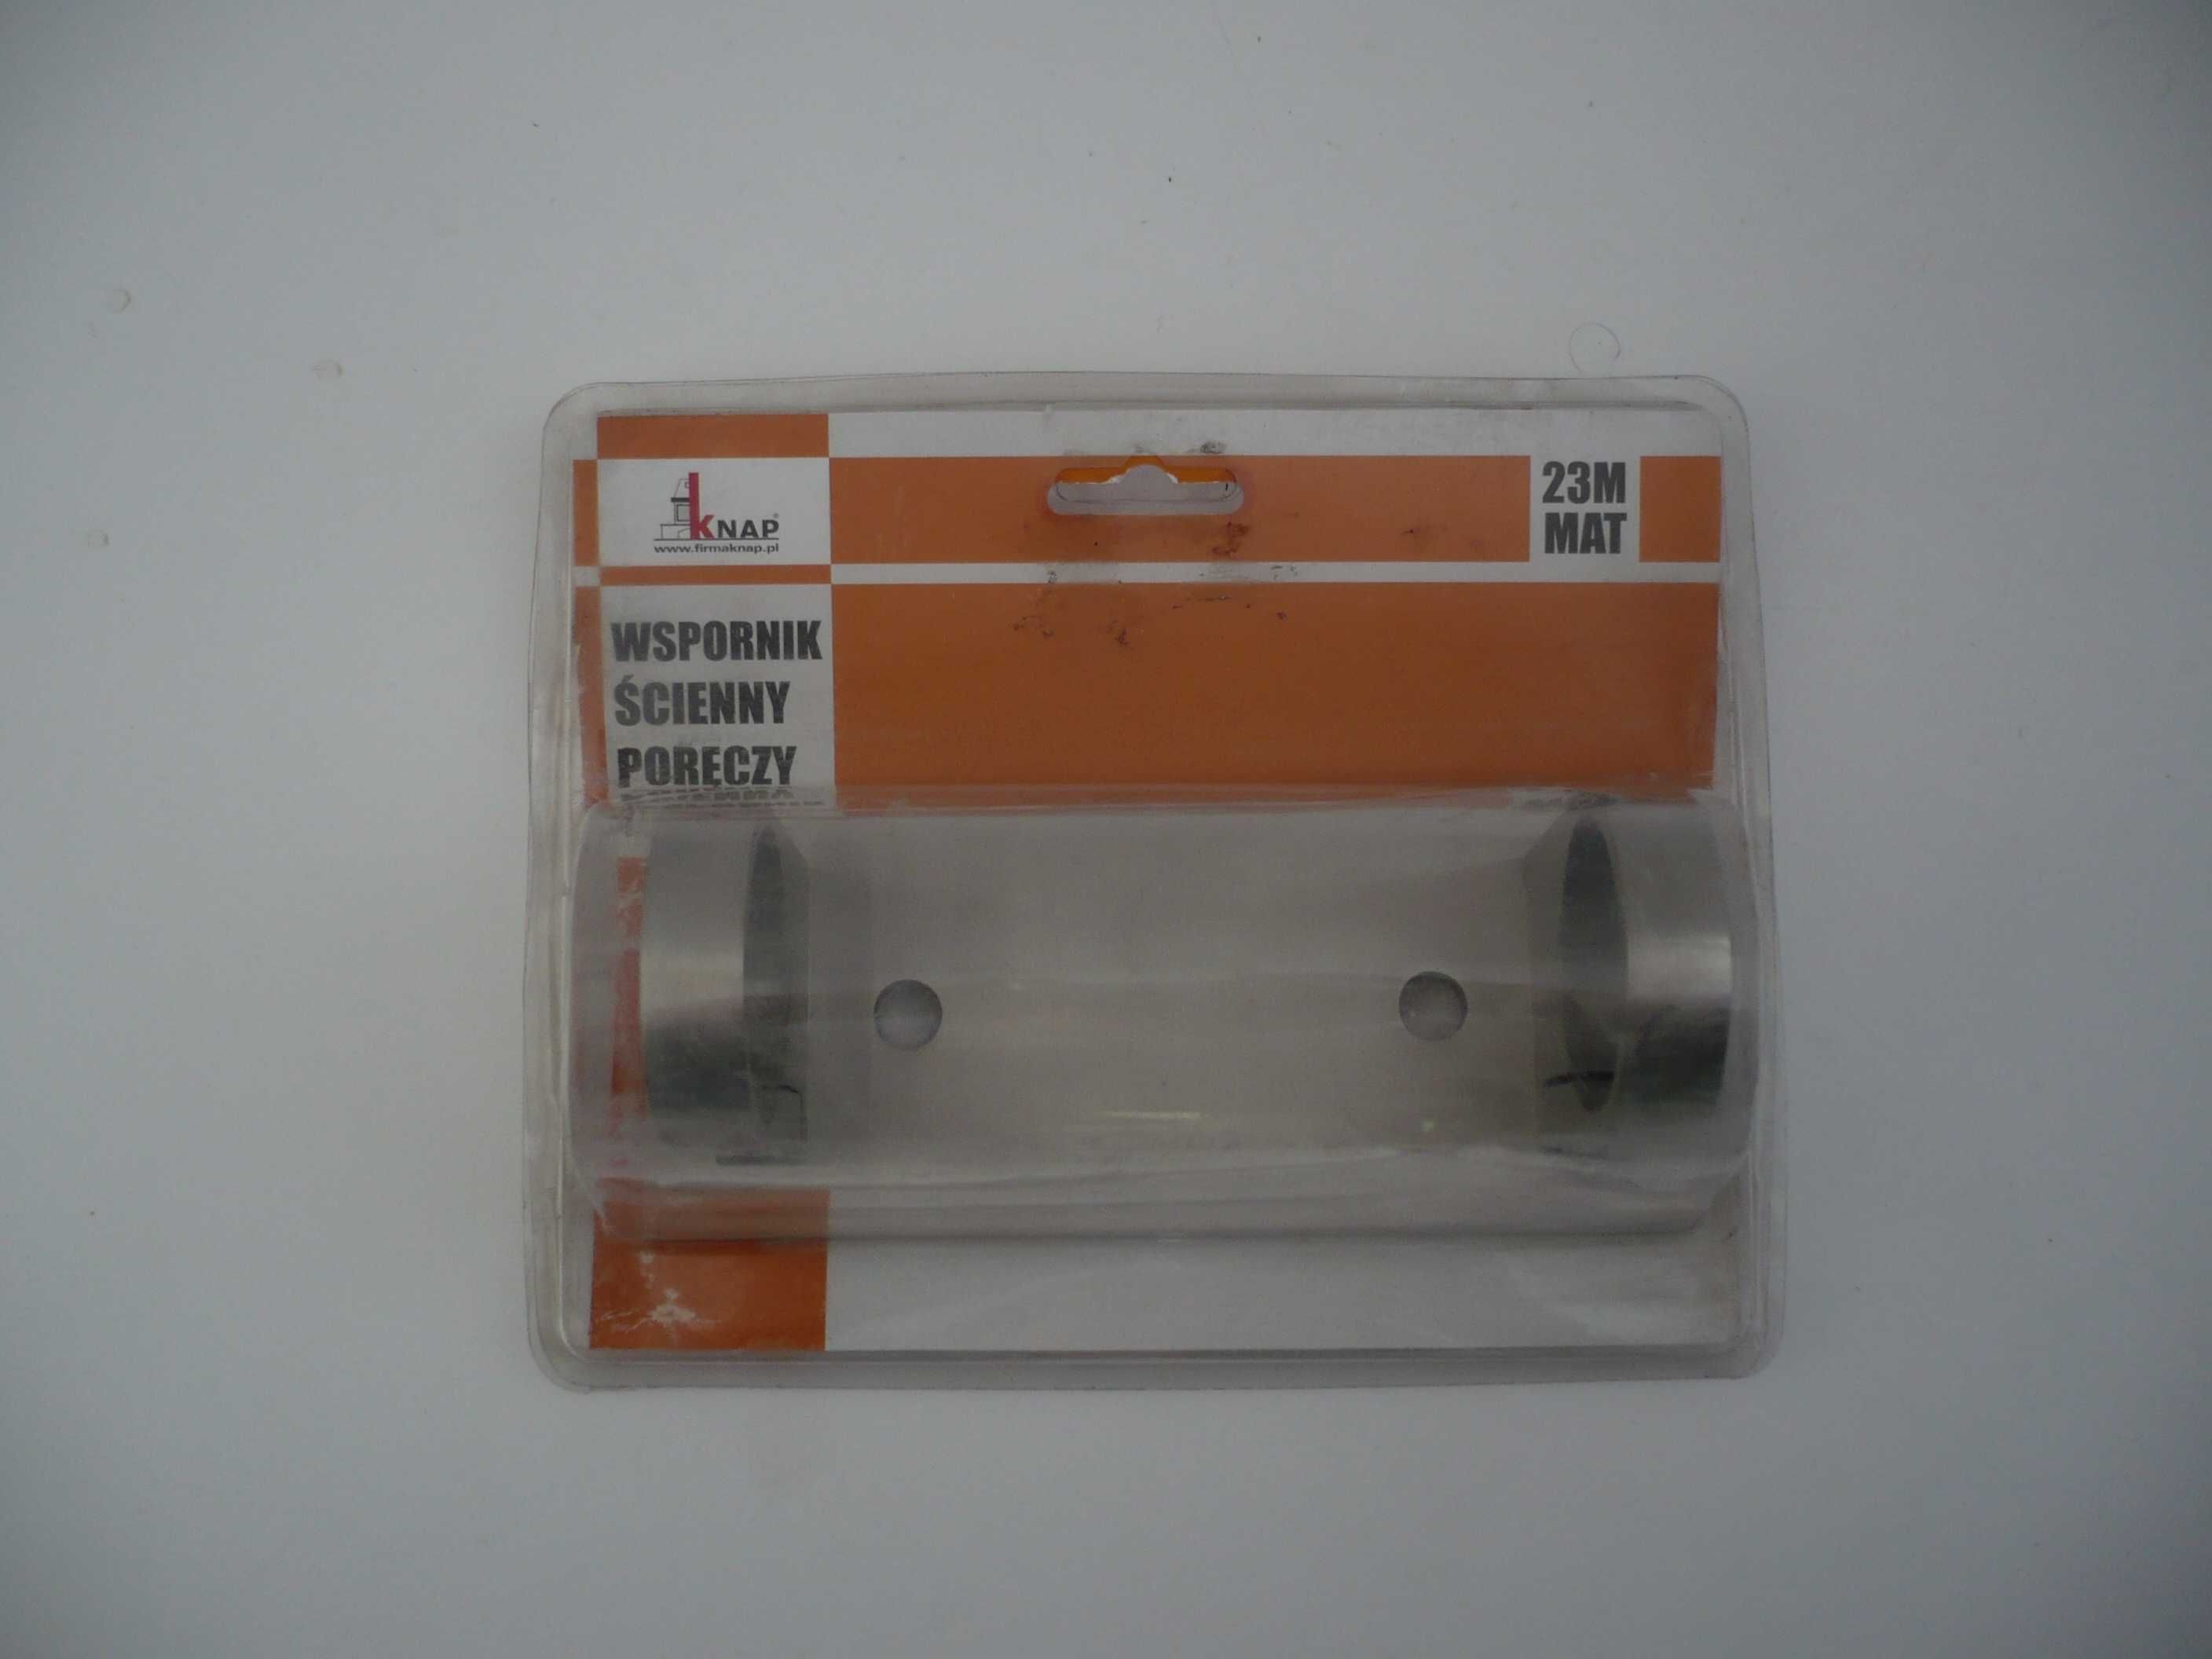 KNAP®
www.firmaknap.pl
23M
MAT
WSPORNIK
ŚCIENNY
PORĘCZY